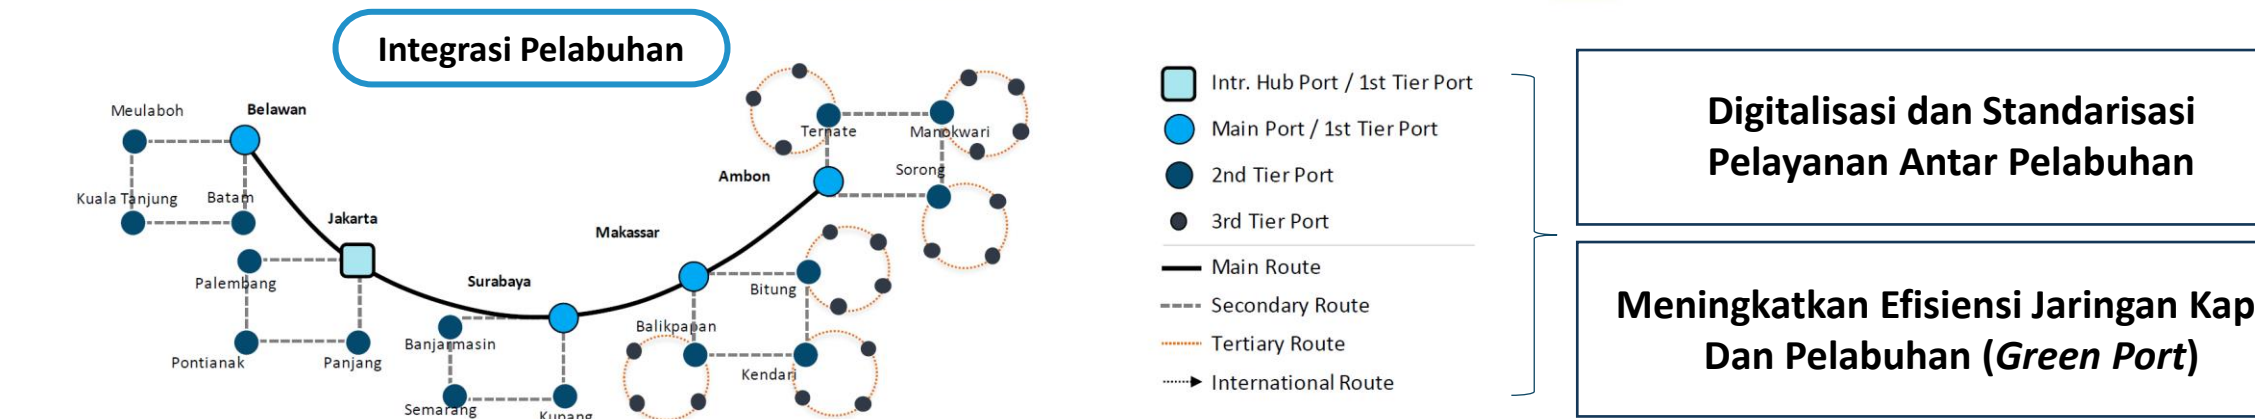 Integrasi Pelabuhan
Meulaboh
Belawan
Kuala Tanjung
Batam
Jakarta
Palembang
Pontianak
Panjang
Surabaya
Banjarmasin
Semarang
Kupang
Makassar
Bitung
Balikpapan
Kendari
Ambon
Ternate
Manokwari
Sorong
Intr. Hub Port / 1st Tier Port
Main Port / 1st Tier Port
2nd Tier Port
3rd Tier Port
Main Route
Secondary Route
Tertiary Route
International Route
Digitalisasi dan Standarisasi
Pelayanan Antar Pelabuhan
Meningkatkan Efisiensi Jaringan Kap
Dan Pelabuhan (Green Port)